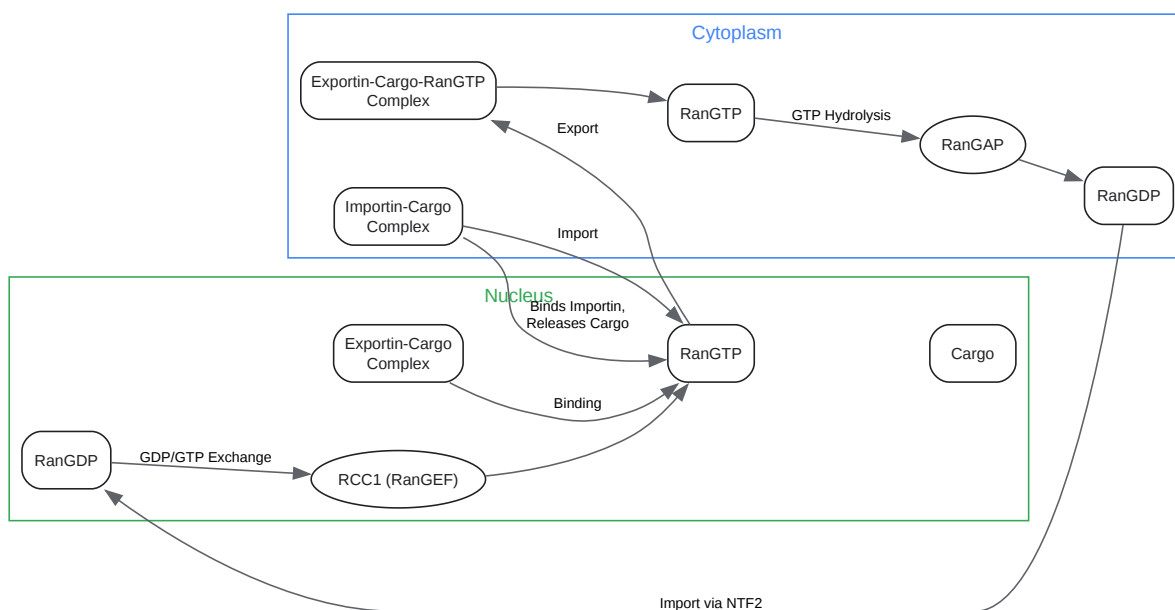 Cytoplasm
Exportin-Cargo-RanGTP
Complex
RanGTP
GTP Hydrolysis
RanGAP
RanGDP
Export
Importin-Cargo
Complex
Import
Nucleus
Binds Importin,
Releases Cargo
Exportin-Cargo
Complex
RanGTP
Cargo
Binding
RanGDP
GDP/GTP Exchange
RCC1 (RanGEF)
Import via NTF2